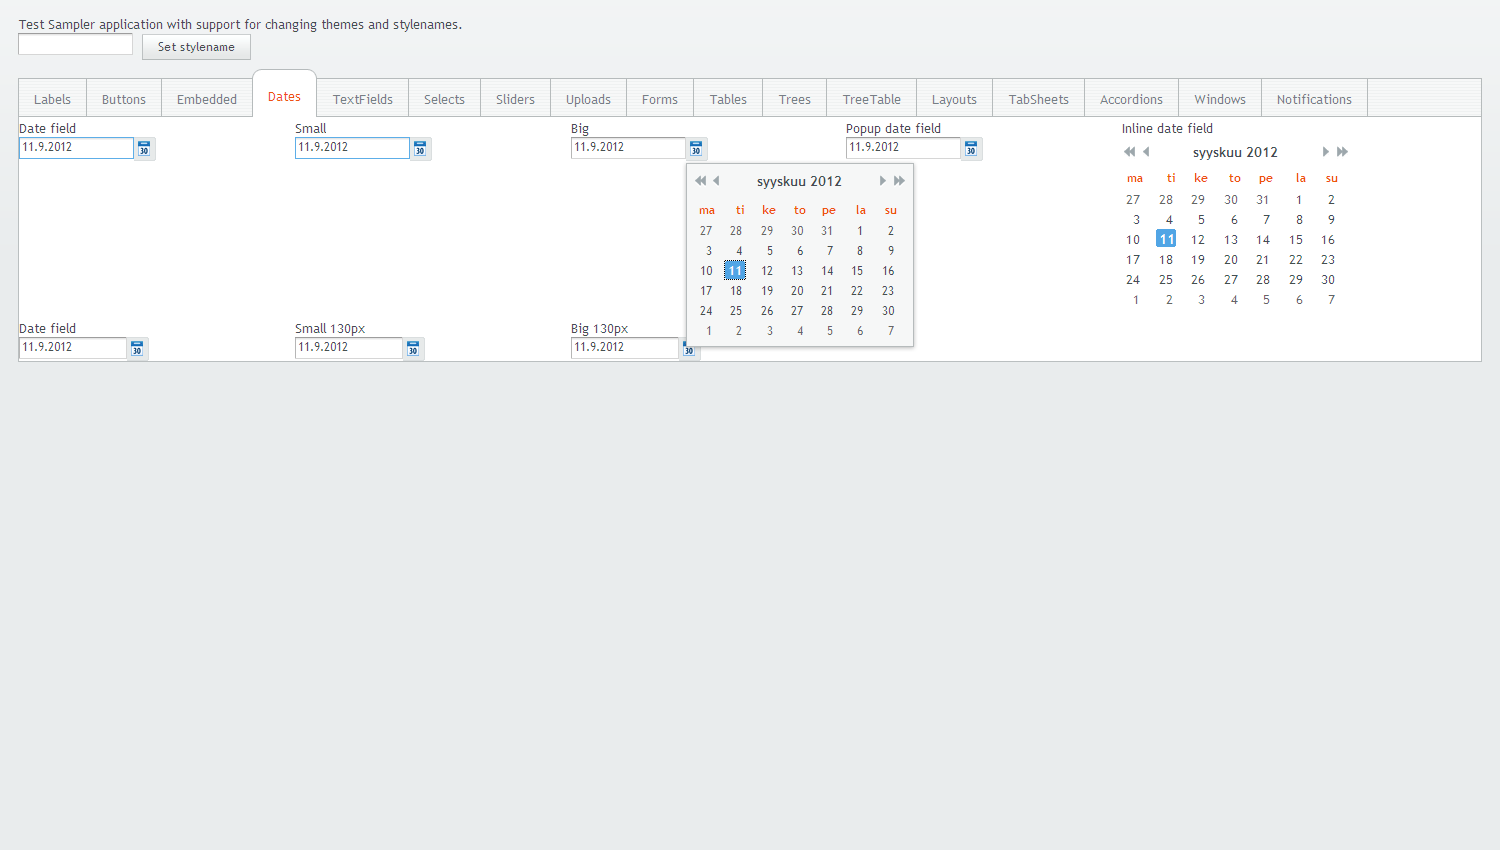 Test Sampler application with support for changing themes and stylenames.
Set stylename
Labels Buttons Embedded Dates TextFields Selects Sliders Uploads Forms Tables Trees TreeTable Layouts TabSheets Accordions Windows Notifications
Date field Small Big Popup date field Inline date field
11.9.2012 30 11.9.2012 30 11.9.2012 30 11.9.2012 30
syyskuu 2012
ma ti ke to pe la su
27 28 29 30 31 1 2
3 4 5 6 7 8 9
10 11 12 13 14 15 16
17 18 19 20 21 22 23
24 25 26 27 28 29 30
1 2 3 4 5 6 7
syyskuu 2012
ma ti ke to pe la su
27 28 29 30 31 1 2
3 4 5 6 7 8 9
10 11 12 13 14 15 16
17 18 19 20 21 22 23
24 25 26 27 28 29 30
1 2 3 4 5 6 7
Date field Small 130px Big 130px
11.9.2012 30 11.9.2012 30 11.9.2012 30